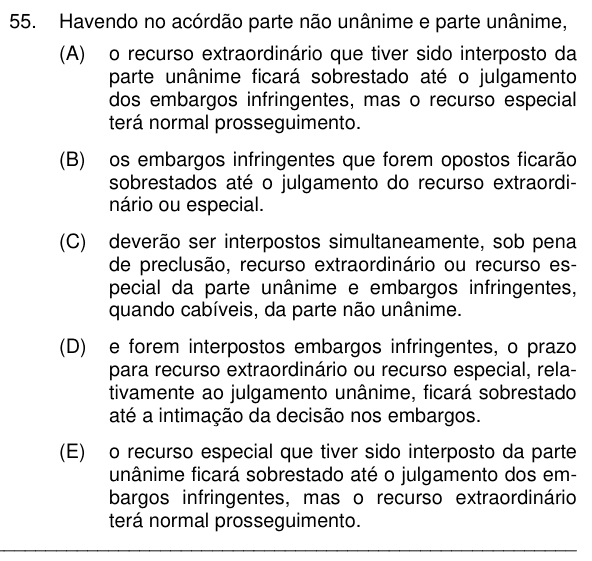 55. Havendo no acórdão parte não unânime e parte unânime,
(A) o recurso extraordinário que tiver sido interposto da
parte unânime ficará sobrestado até o julgamento
dos embargos infringentes, mas o recurso especial
terá normal prosseguimento.
(B) os embargos infringentes que forem opostos ficarão
sobrestados até o julgamento do recurso extraordi-
nário ou especial.
(C) deverão ser interpostos simultaneamente, sob pena
de preclusão, recurso extraordinário ou recurso es-
pecial da parte unânime e embargos infringentes,
quando cabíveis, da parte não unânime.
(D) e forem interpostos embargos infringentes, o prazo
para recurso extraordinário ou recurso especial, rela-
tivamente ao julgamento unânime, ficará sobrestado
até a intimação da decisão nos embargos.
(E) o recurso especial que tiver sido interposto da parte
unânime ficará sobrestado até o julgamento dos em-
bargos infringentes, mas o recurso extraordinário
terá normal prosseguimento.